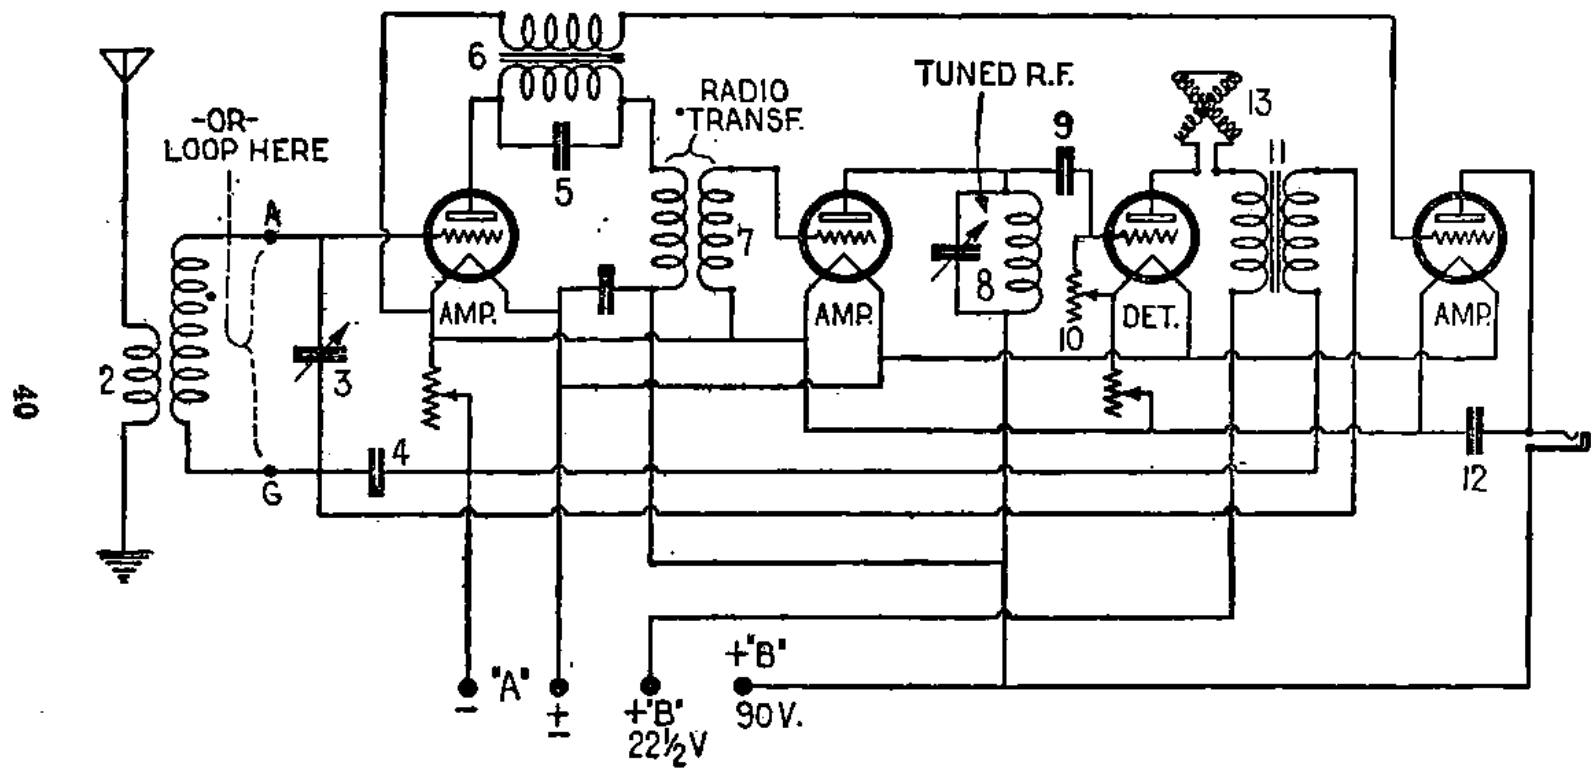 6
TUNED R.F.
RADIO
TRANSF.
-OR-
LOOP HERE
5
9
13
11
A
7
8
AMP.
AMP.
10
DET.
AMP.
2
3
40
4
G
12
"A"
-
+
-
+"B"
22½V
+"B"
90V.